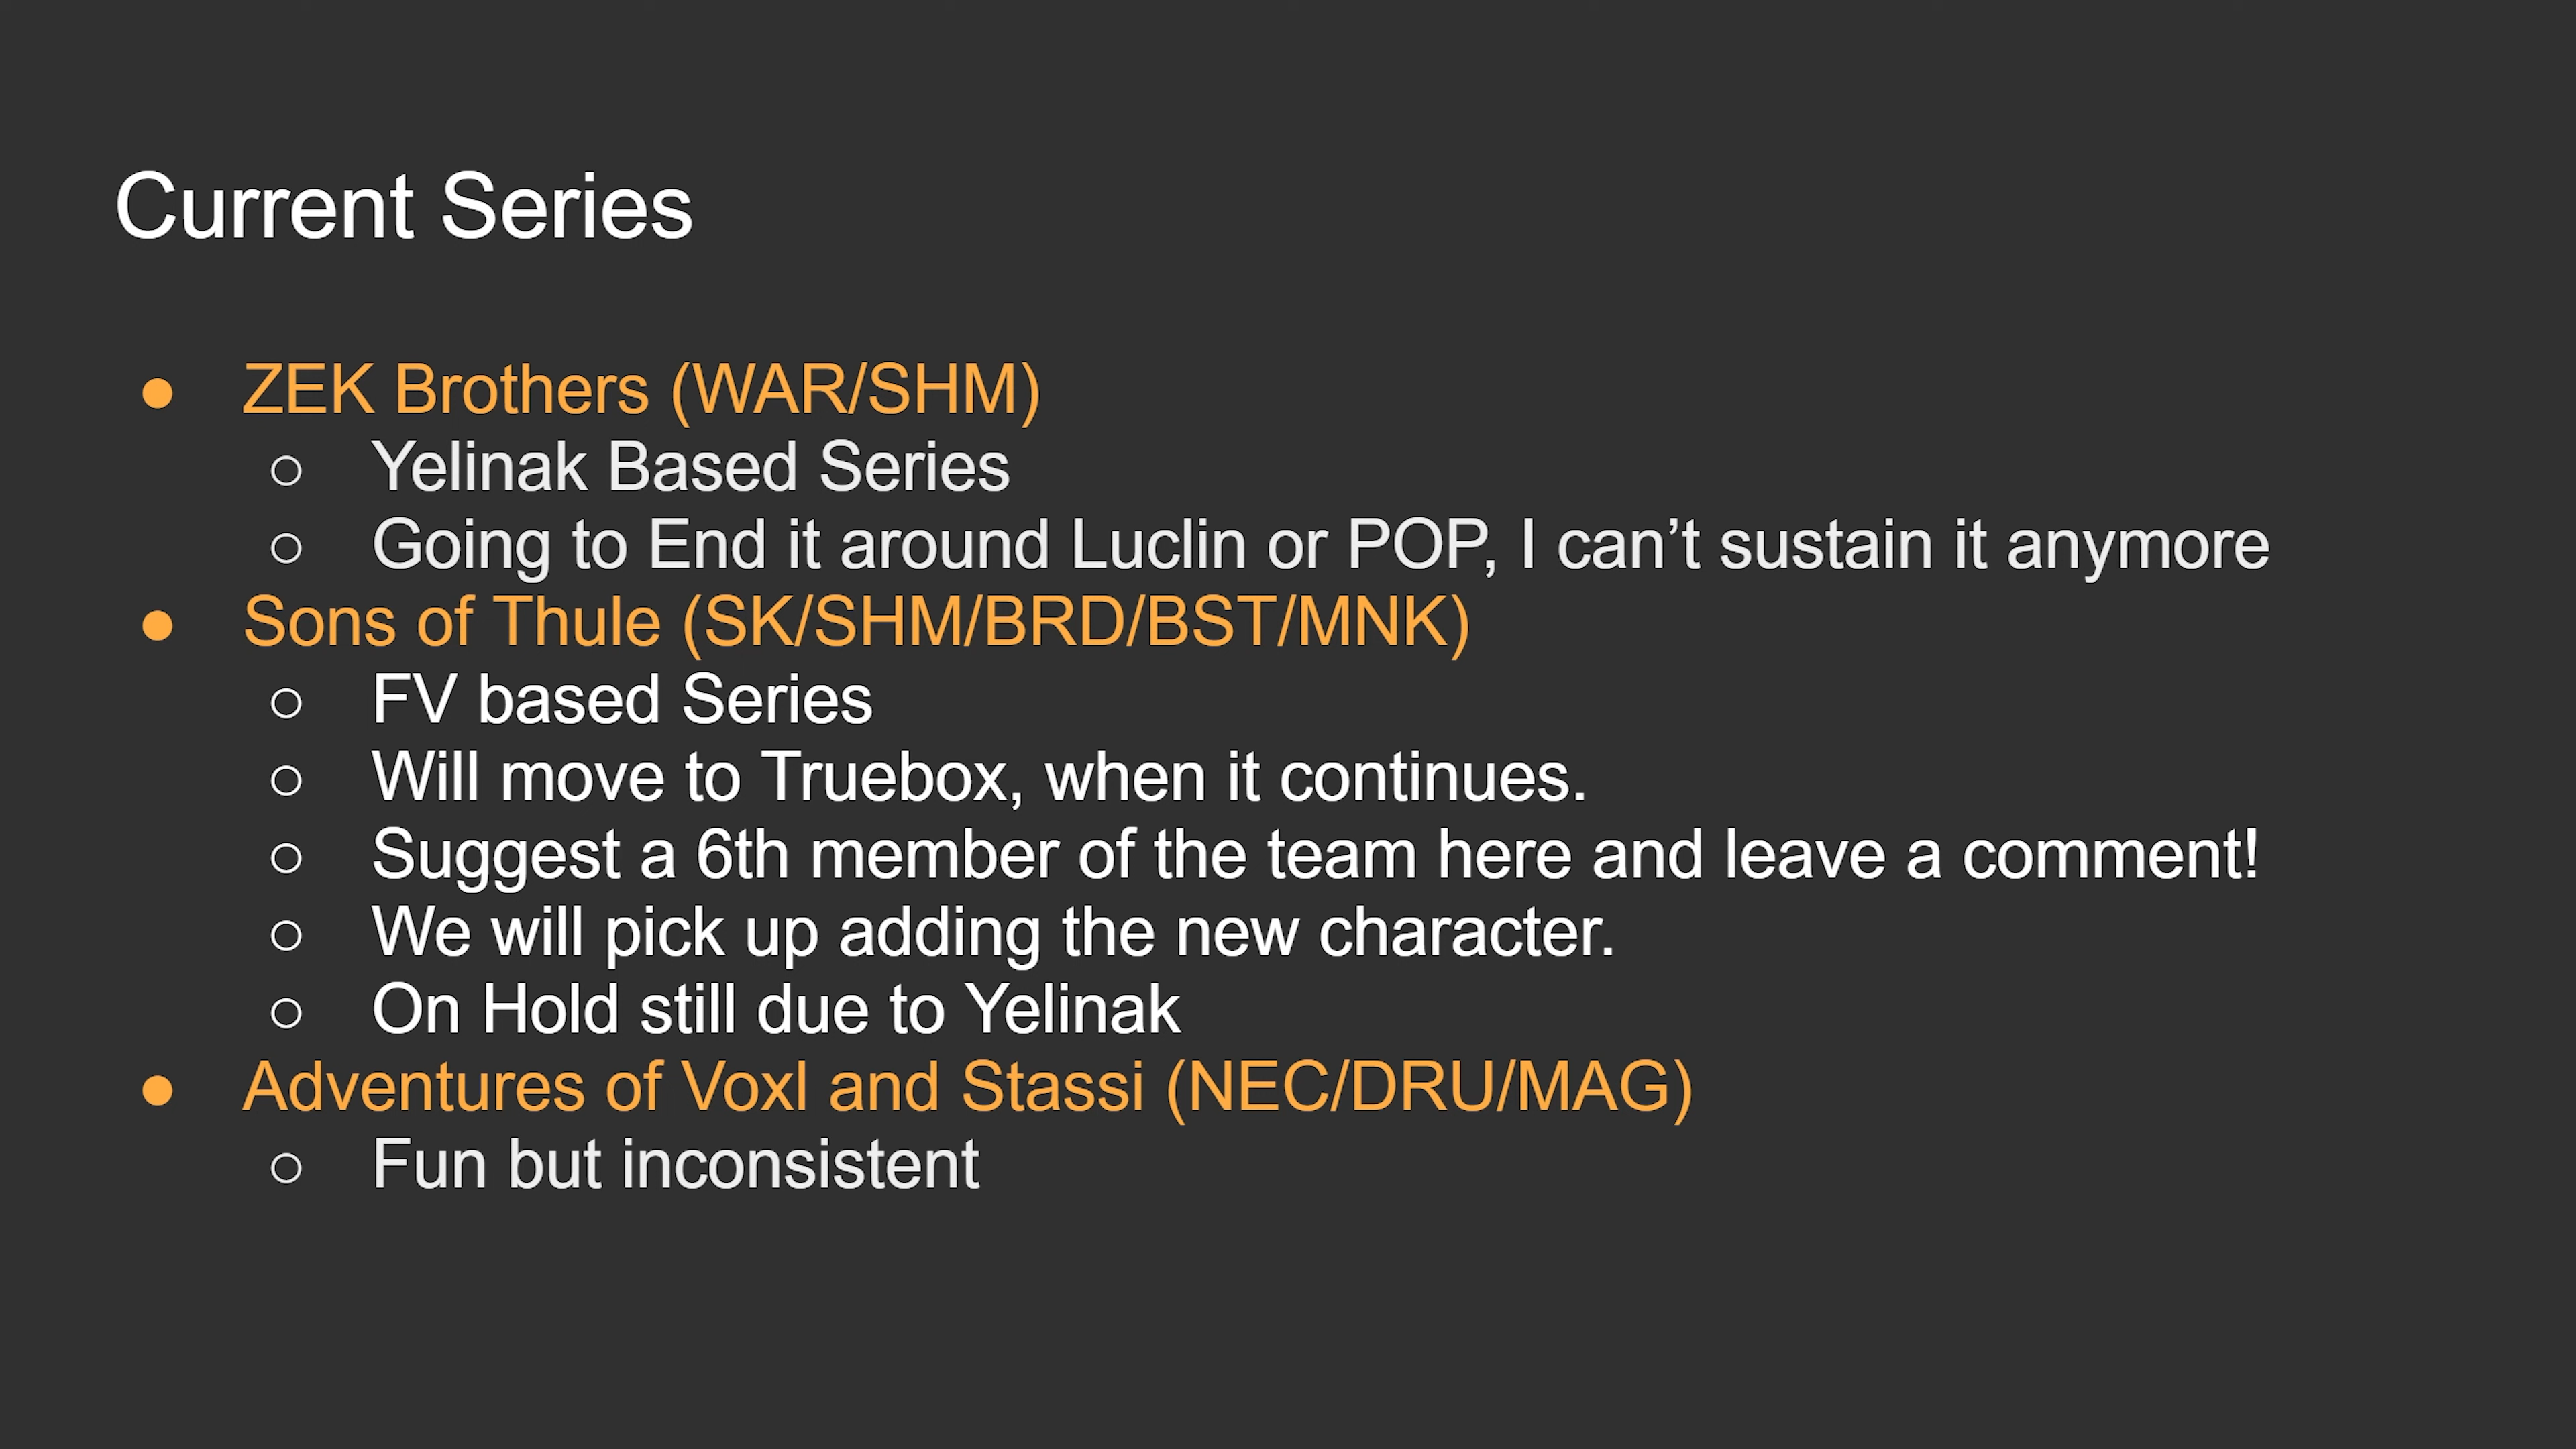 Current Series
● ZEK Brothers (WAR/SHM)
○ Yelinak Based Series
○ Going to End it around Luclin or POP, I can’t sustain it anymore
● Sons of Thule (SK/SHM/BRD/BST/MNK)
○ FV based Series
○ Will move to Truebox, when it continues.
○ Suggest a 6th member of the team here and leave a comment!
○ We will pick up adding the new character.
○ On Hold still due to Yelinak
● Adventures of Voxl and Stassi (NEC/DRU/MAG)
○ Fun but inconsistent